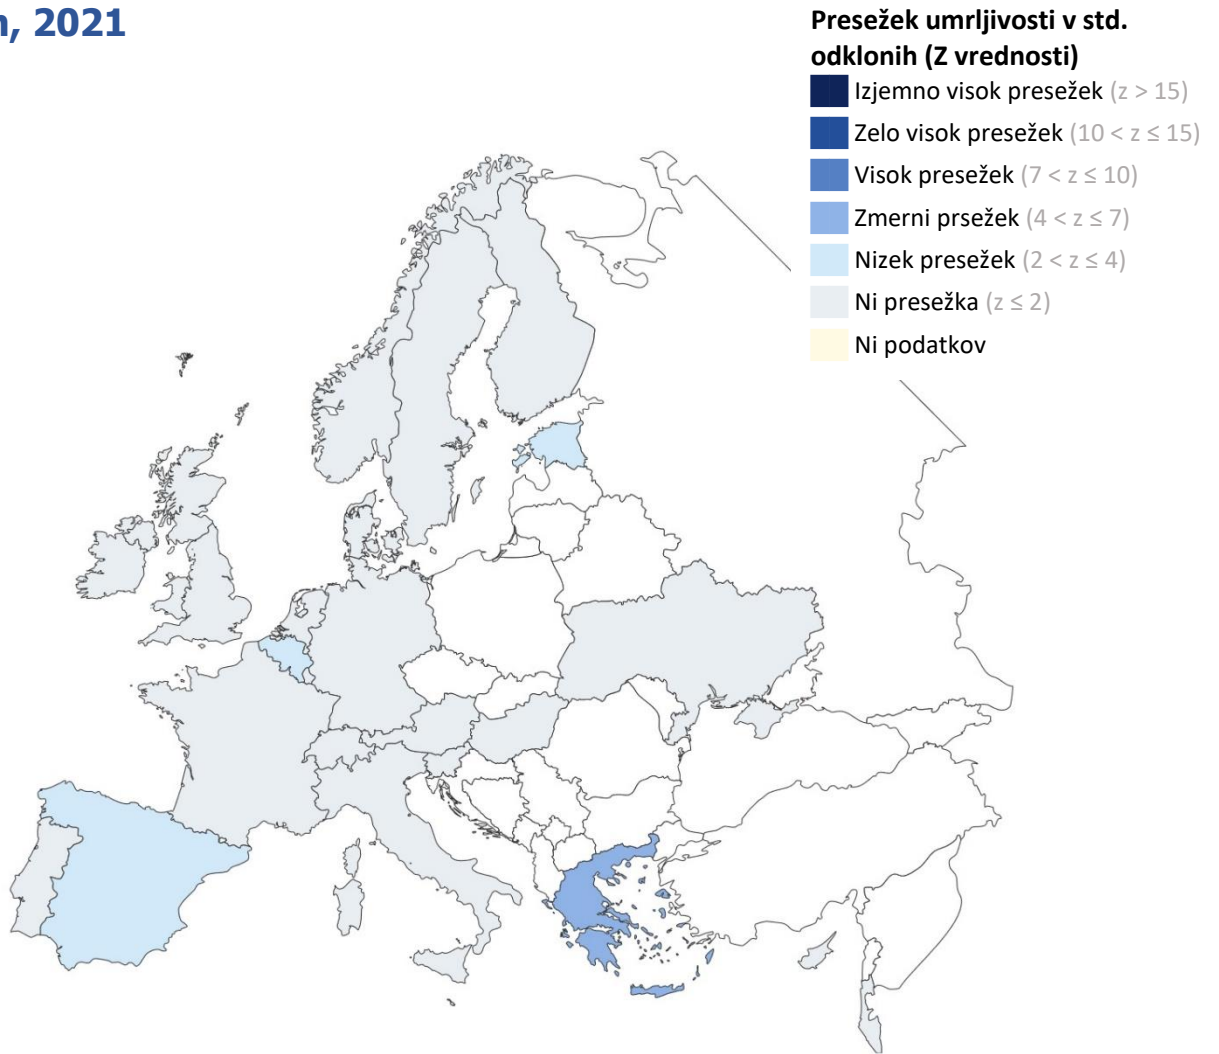 , 2021
Presežek umrljivosti v std.
odklonih (Z vrednosti)
Izjemno visok presežek (z > 15)
Zelo visok presežek (10 < z ≤ 15)
Visok presežek (7 < z ≤ 10)
Zmerni prsežek (4 < z ≤ 7)
Nizek presežek (2 < z ≤ 4)
Ni presežka (z ≤ 2)
Ni podatkov